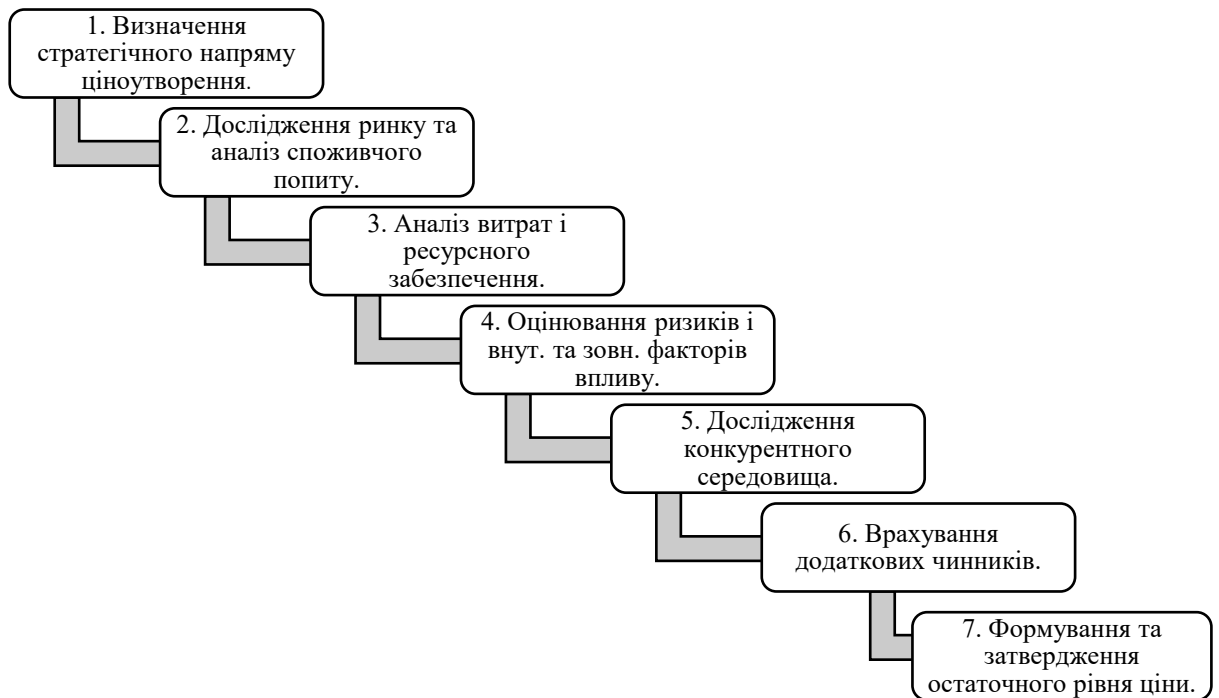 1. Визначення
стратегічного напряму
ціноутворення.
2. Дослідження ринку та
аналіз споживчого
попиту.
3. Аналіз витрат і
ресурсного
забезпечення.
4. Оцінювання ризиків і
внут. та зовн. факторів
впливу.
5. Дослідження
конкурентного
середовища.
6. Врахування
додаткових чинників.
7. Формування та
затвердження
остаточного рівня ціни.